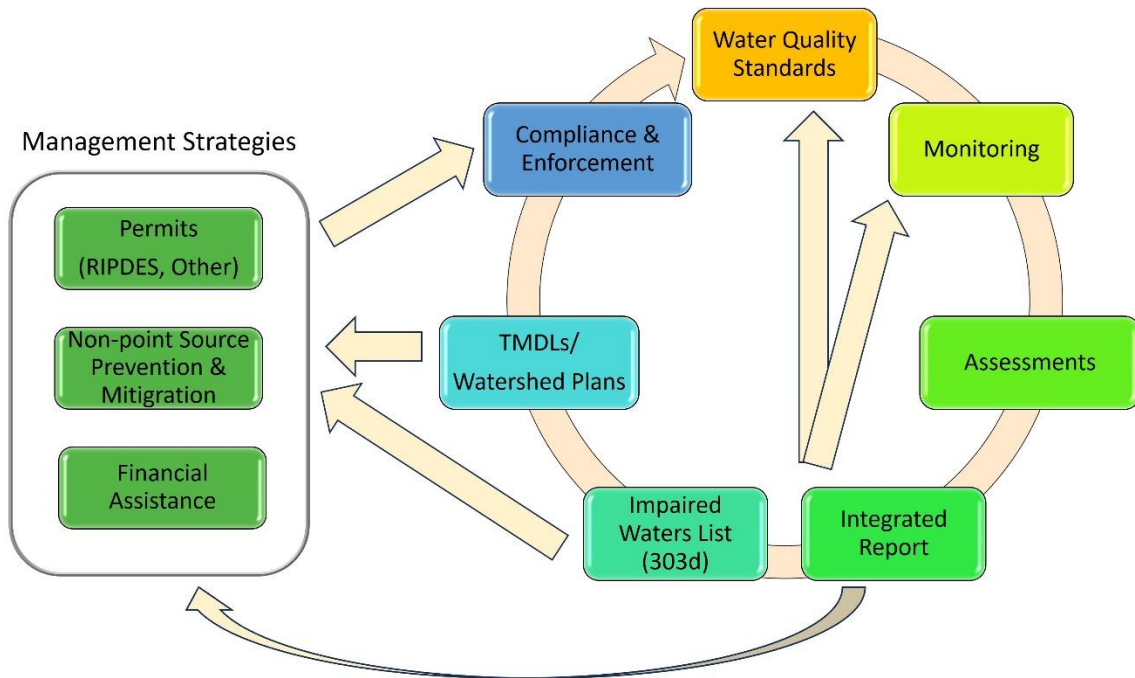 Water Quality
Standards
Compliance &
Enforcement
Monitoring
Management Strategies
Permits
(RIPDES, Other)
Non-point Source
Prevention &
Mitigration
TMDLs/
Watershed Plans
Assessments
Financial
Assistance
Impaired
Waters List
(303d)
Integrated
Report